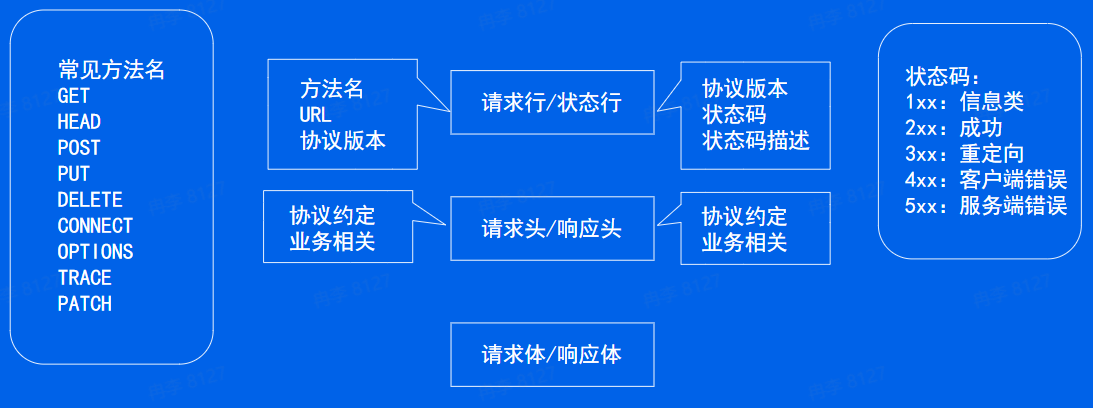 常见方法名
GET
HEAD
POST
PUT
DELETE
CONNECT
OPTIONS
TRACE
PATCH
方法名
URL
协议版本
请求行/状态行
协议版本
状态码
状态码描述
协议约定
业务相关
请求头/响应头
协议约定
业务相关
请求体/响应体
状态码：
1xx：信息类
2xx：成功
3xx：重定向
4xx：客户端错误
5xx：服务端错误
冉李 8127